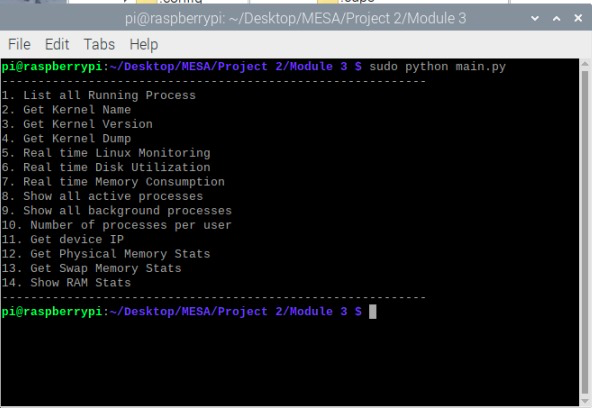 pi@raspberrypi: ~/Desktop/MESA/Project 2/Module 3
File Edit Tabs Help
pi@raspberrypi:~/Desktop/MESA/Project 2/Module 3 $ sudo python main.py
-----------------------------------------------------------
1. List all Running Process
2. Get Kernel Name
3. Get Kernel Version
4. Get Kernel Dump
5. Real time Linux Monitoring
6. Real time Disk Utilization
7. Real time Memory Consumption
8. Show all active processes
9. Show all background processes
10. Number of processes per user
11. Get device IP
12. Get Physical Memory Stats
13. Get Swap Memory Stats
14. Show RAM Stats
-----------------------------------------------------------
pi@raspberrypi:~/Desktop/MESA/Project 2/Module 3 $